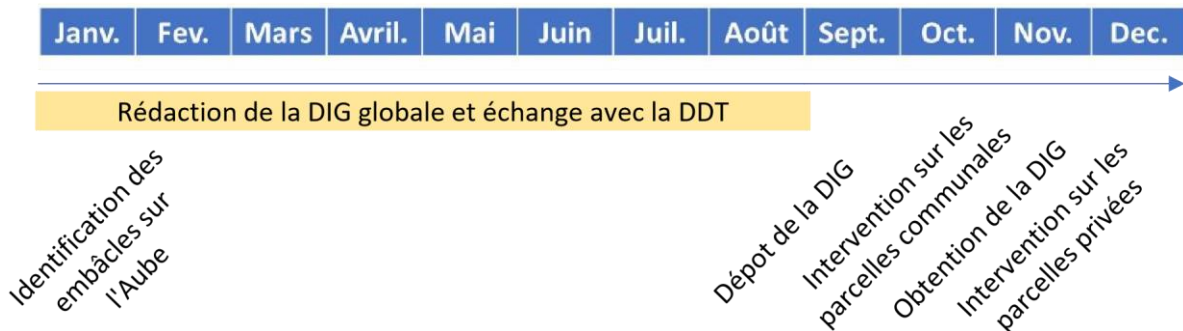 Janv. Fev. Mars Avril. Mai Juin Juil. Août Sept. Oct. Nov. Dec.
Rédaction de la DIG globale et échange avec la DDT
Identification des
embâcles sur
l'Aube
Dépot de la DIG
Intervention sur les
parcelles communales
Obtention de la DIG
Intervention sur les
parcelles privées